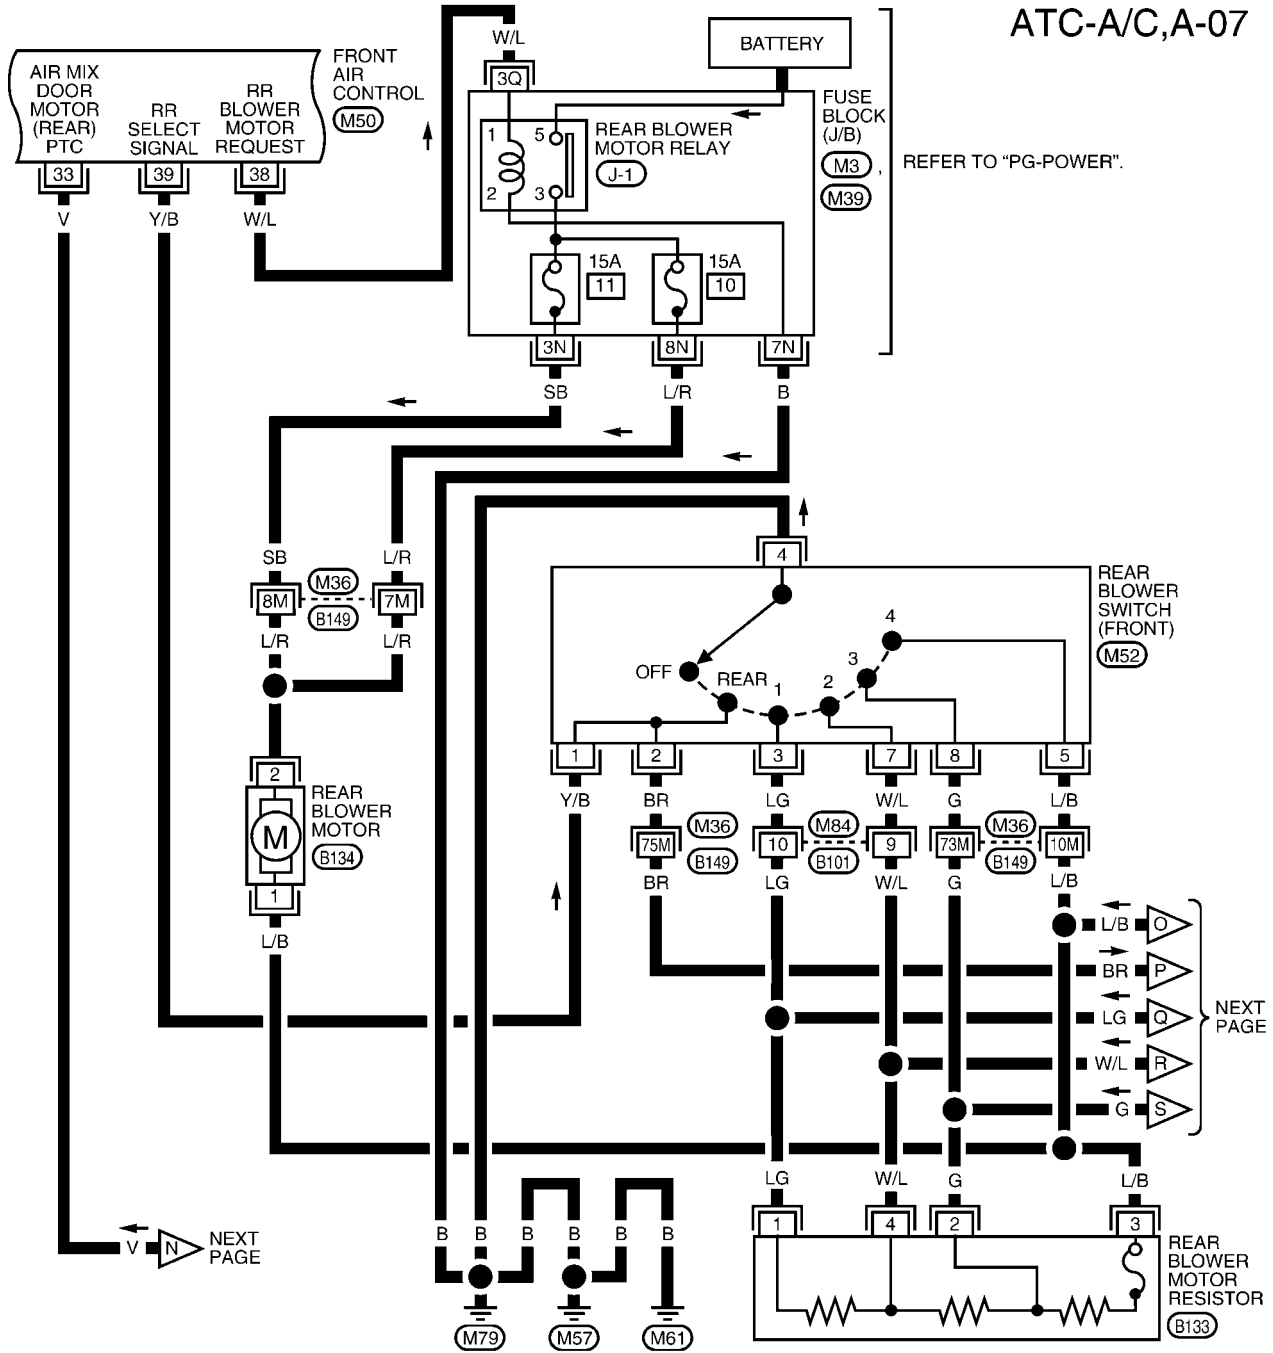 ATC-A/C,A-07
AIR MIX
DOOR
MOTOR
(REAR)
PTC
RR
SELECT
SIGNAL
RR
BLOWER
MOTOR
REQUEST
FRONT
AIR
CONTROL
M50
33
39
38
V
Y/B
W/L
W/L
3Q
BATTERY
1
5
2
3
REAR BLOWER
MOTOR RELAY
J-1
FUSE
BLOCK
(J/B)
M3 ,
M39
REFER TO “PG-POWER”.
15A
11
15A
10
3N
8N
7N
SB
L/R
B
SB
L/R
8M
M36
B149
7M
L/R
L/R
4
REAR
BLOWER
SWITCH
(FRONT)
M52
OFF
REAR
1
2
3
4
1
2
3
7
8
5
Y/B
BR
LG
W/L
G
L/B
75M
M36
B149
10
M84
B101
9
73M
M36
B149
10M
BR
LG
W/L
G
L/B
2
M
REAR
BLOWER
MOTOR
B134
1
L/B
L/B
O
BR
P
LG
Q
W/L
R
G
S
NEXT
PAGE
LG
W/L
G
L/B
1
4
2
3
REAR
BLOWER
MOTOR
RESISTOR
B133
V
N
NEXT
PAGE
B
B
B
B
B
B
M79
M57
M61